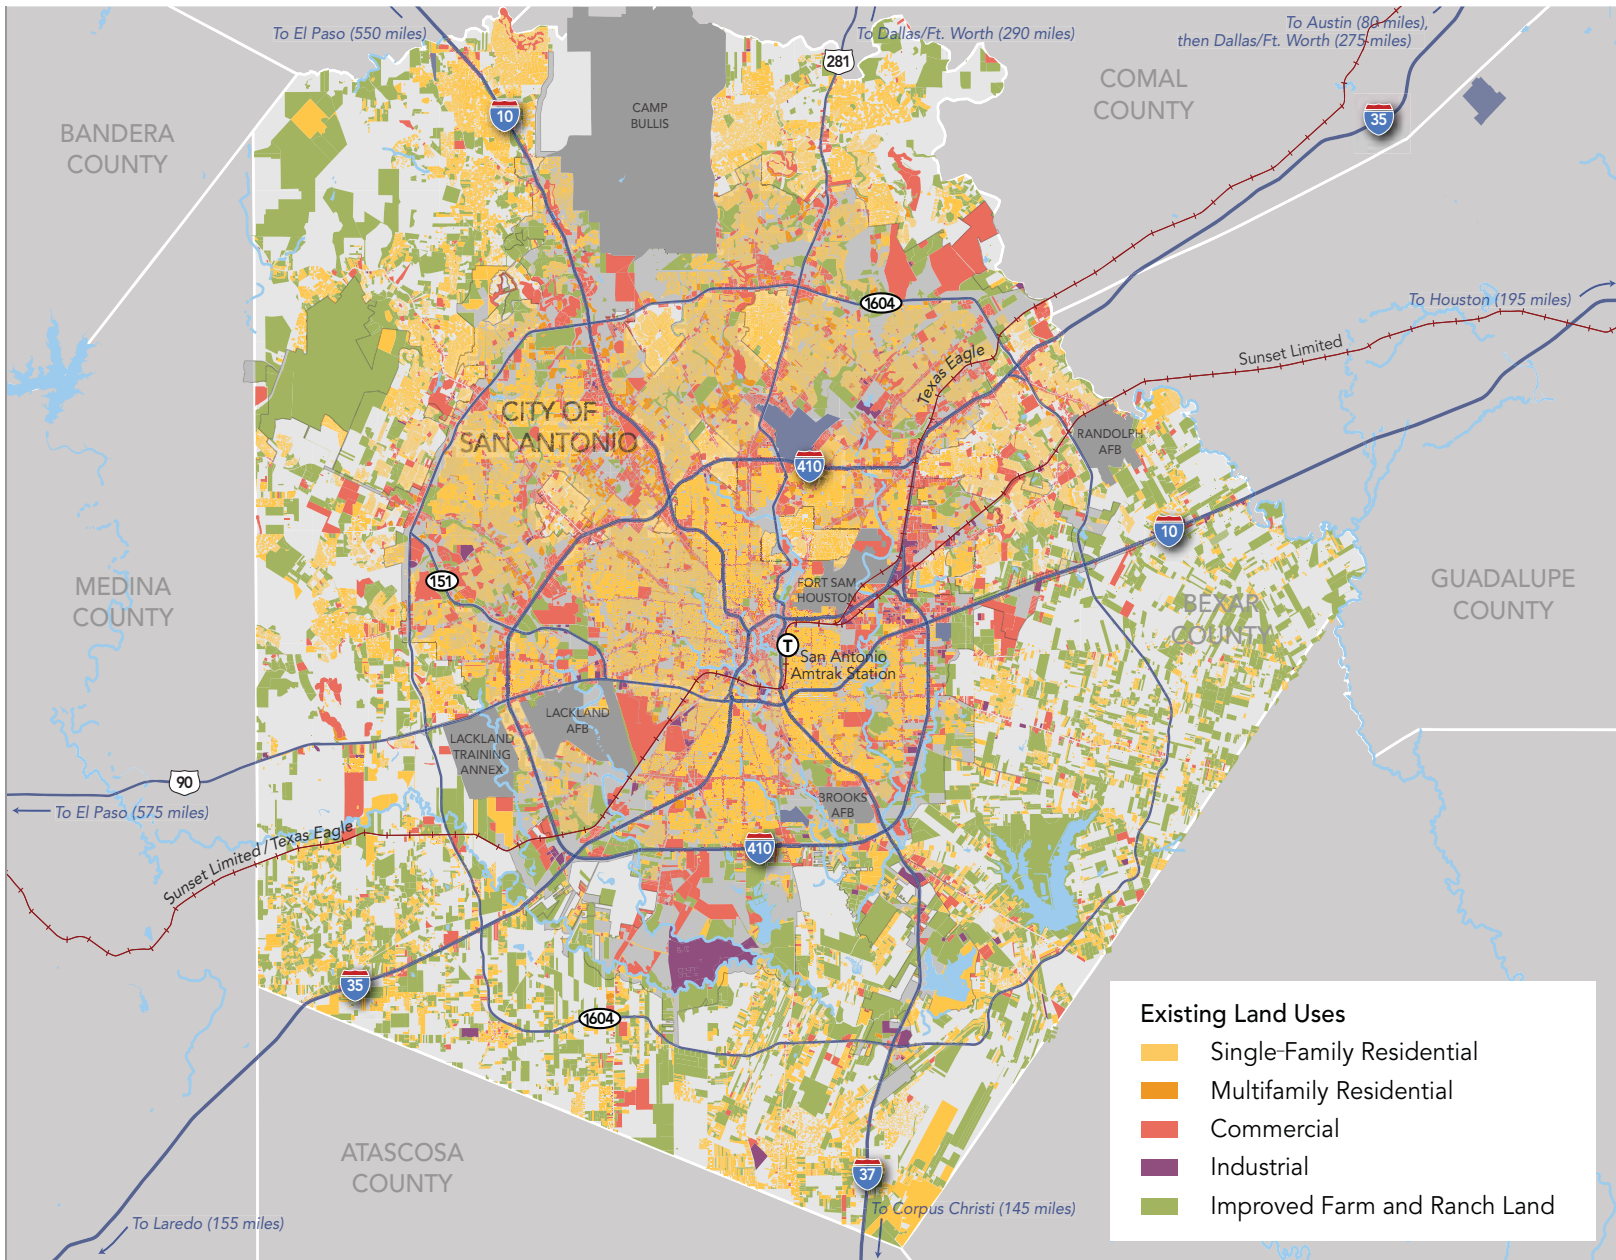 To El Paso (550 miles)
To Dallas/Ft. Worth (290 miles)
To Austin (80 miles),
then Dallas/Ft. Worth (275 miles)
281
COMAL
COUNTY
CAMP
BULLIS
10
35
BANDERA
COUNTY
1604
To Houston (195 miles)
Sunset Limited
Texas Eagle
CITY OF
SAN ANTONIO
RANDOLPH
AFB
410
10
151
FORT SAM
HOUSTON
MEDINA
COUNTY
GUADALUPE
COUNTY
BEXAR
COUNTY
T
San Antonio
Amtrak Station
LACKLAND
AFB
LACKLAND
TRAINING
ANNEX
90
To El Paso (575 miles)
BROOKS
AFB
Sunset Limited / Texas Eagle
410
35
1604
ATASCOSA
COUNTY
37
To Laredo (155 miles)
To Corpus Christi (145 miles)
Existing Land Uses
Single-Family Residential
Multifamily Residential
Commercial
Industrial
Improved Farm and Ranch Land